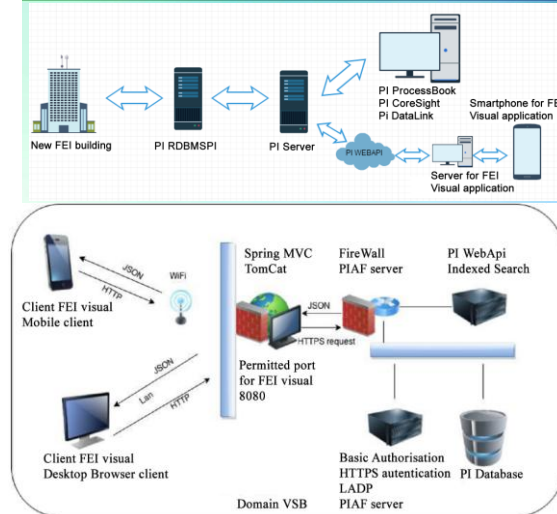 PI ProcessBook
PI CoreSight
Pi DataLink
Smartphone for FEI
Visual application
New FEI building
PI RDBMSPI
PI Server
PI WEBAPI
Server for FEI
Visual application
JSON
HTTP
WiFi
Client FEI visual
Mobile client
Spring MVC
TomCat
FireWall
PIAF server
PI WebApi
Indexed Search
JSON
HTTPS request
Permitted port
for FEI visual
8080
JSON
Lan
HTTP
Client FEI visual
Desktop Browser client
Basic Authorisation
HTTPS autentication
LADP
PIAF server
PI Database
Domain VSB